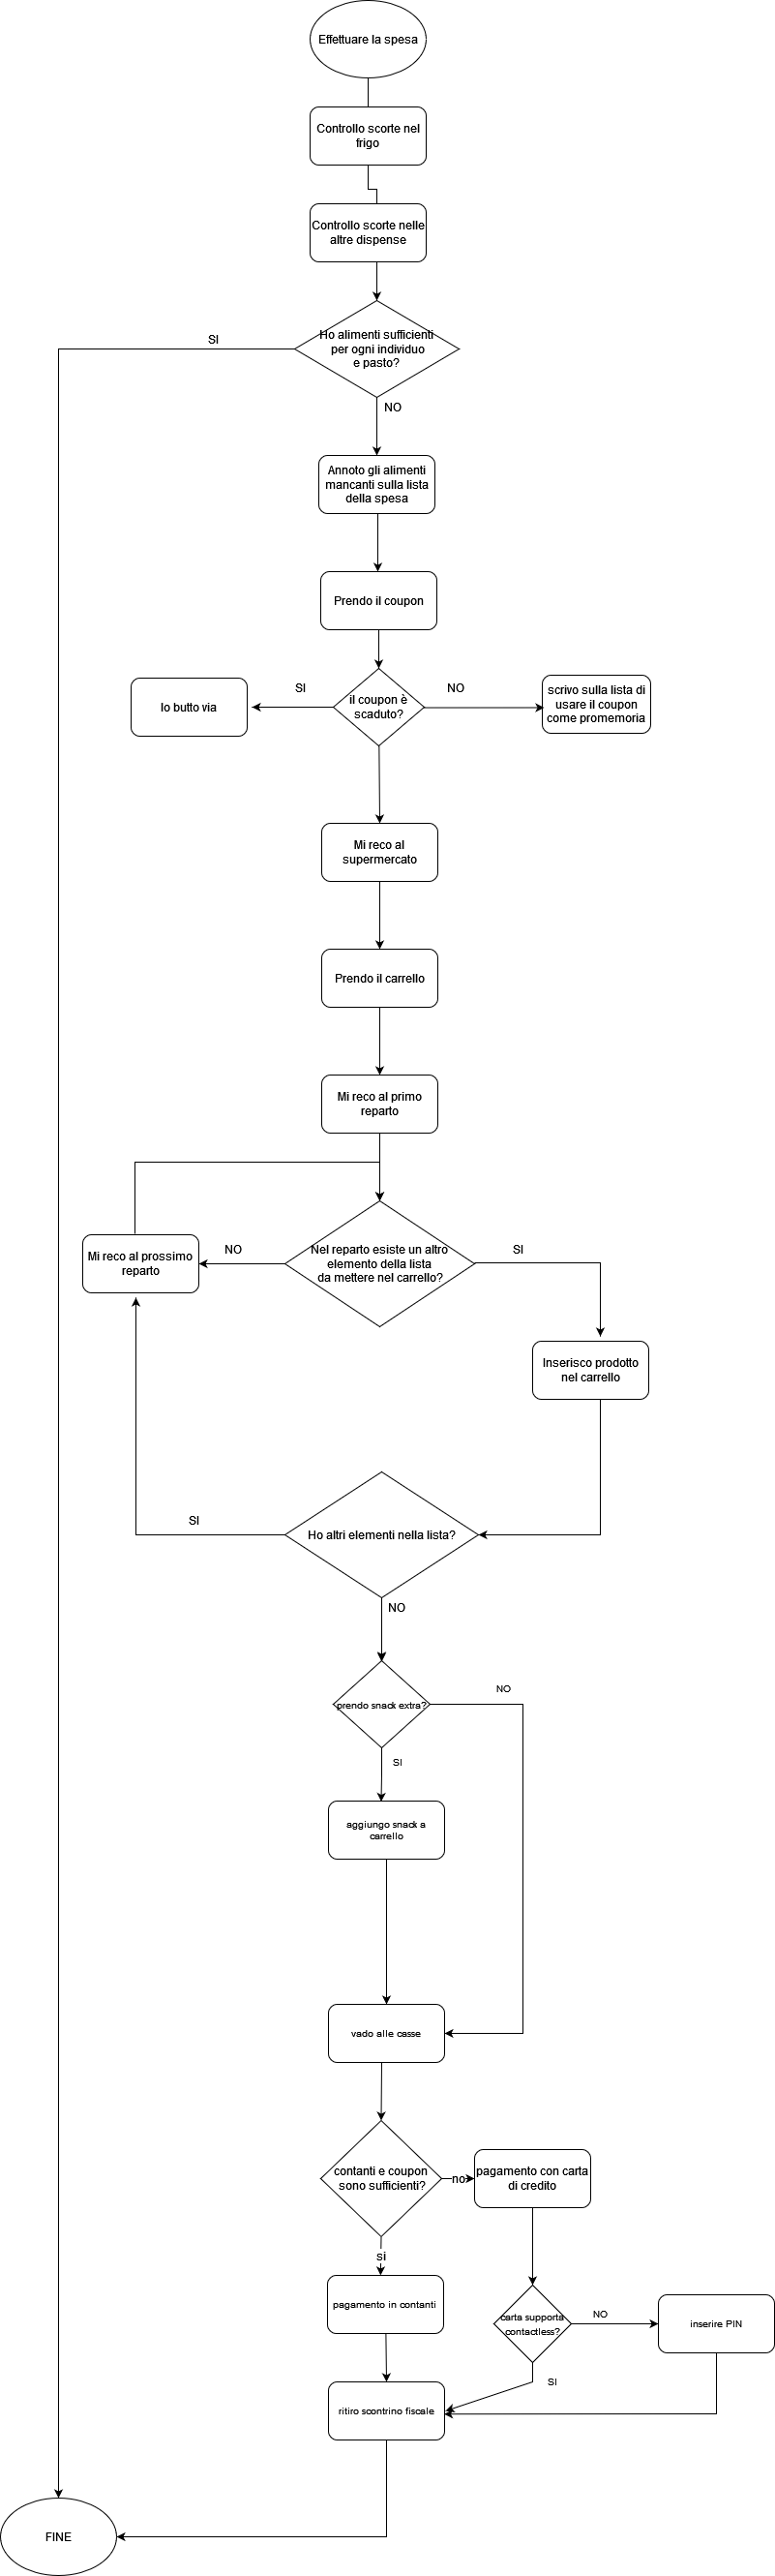 Effettuare la spesa
Controllo scorte nel
frigo
Controllo scorte nelle
altre dispense
Ho alimenti sufficienti
per ogni individuo
e pasto?
SI
NO
Annoto gli alimenti
mancanti sulla lista
della spesa
Prendo il coupon
il coupon è
scaduto?
SI
NO
lo butto via
scrivo sulla lista di
usare il coupon
come promemoria
Mi reco al
supermercato
Prendo il carrello
Mi reco al primo
reparto
Nel reparto esiste un altro
elemento della lista
da mettere nel carrello?
NO
SI
Mi reco al prossimo
reparto
Inserisco prodotto
nel carrello
Ho altri elementi nella lista?
SI
NO
prendo snack extra?
NO
SI
aggiungo snack a
carrello
vado alle casse
contanti e coupon
sono sufficienti?
no
pagamento con carta
di credito
si
pagamento in contanti
carta supporta
contactless?
NO
inserire PIN
SI
ritiro scontrino fiscale
FINE